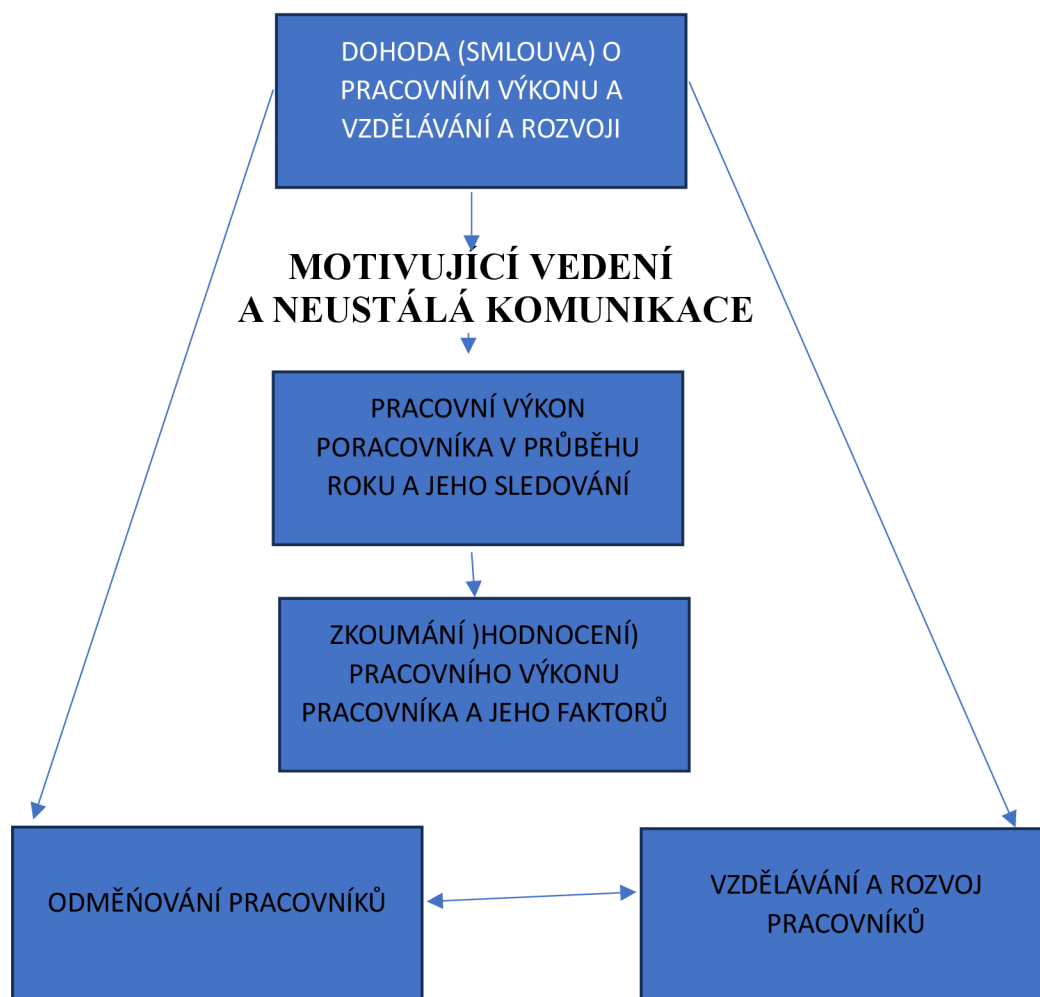 DOHODA (SMLOUVA) O
PRACOVNÍM VÝKONU A
VZDĚLÁVÁNÍ A ROZVOJI
MOTIVUJÍCÍ VEDENÍ
A NEUSTÁLÁ KOMUNIKACE
PRACOVNÍ VÝKON
PORACOVNÍKA V PRŮBĚHU
ROKU A JEHO SLEDOVÁNÍ
ZKOUMÁNÍ )HODNOCENÍ)
PRACOVNÍHO VÝKONU
PRACOVNÍKA A JEHO FAKTORŮ
ODMĚŃOVÁNÍ PRACOVNÍKŮ
VZDĚLÁVÁNÍ A ROZVOJ
PRACOVNÍKŮ